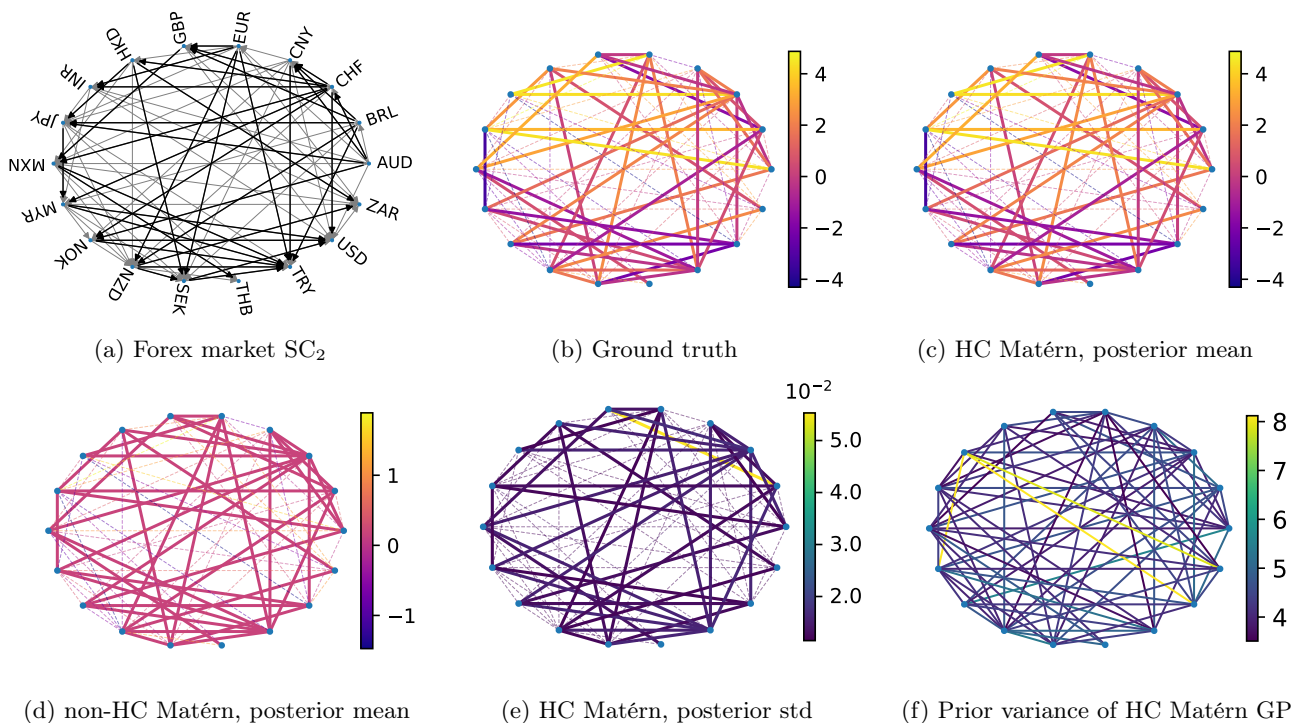 GBP
EUR
HKD
CNY
INR
CHF
JPY
BRL
MXN
AUD
MYR
ZAR
NOK
USD
NZD
SEK
THB
TRY
4
2
0
−2
−4
4
2
0
−2
−4
(a) Forex market SC₂
(b) Ground truth
(c) HC Matérn, posterior mean
1
0
−1
10⁻²
5.0
4.0
3.0
2.0
8
7
6
5
4
(d) non-HC Matérn, posterior mean
(e) HC Matérn, posterior std
(f) Prior variance of HC Matérn GP